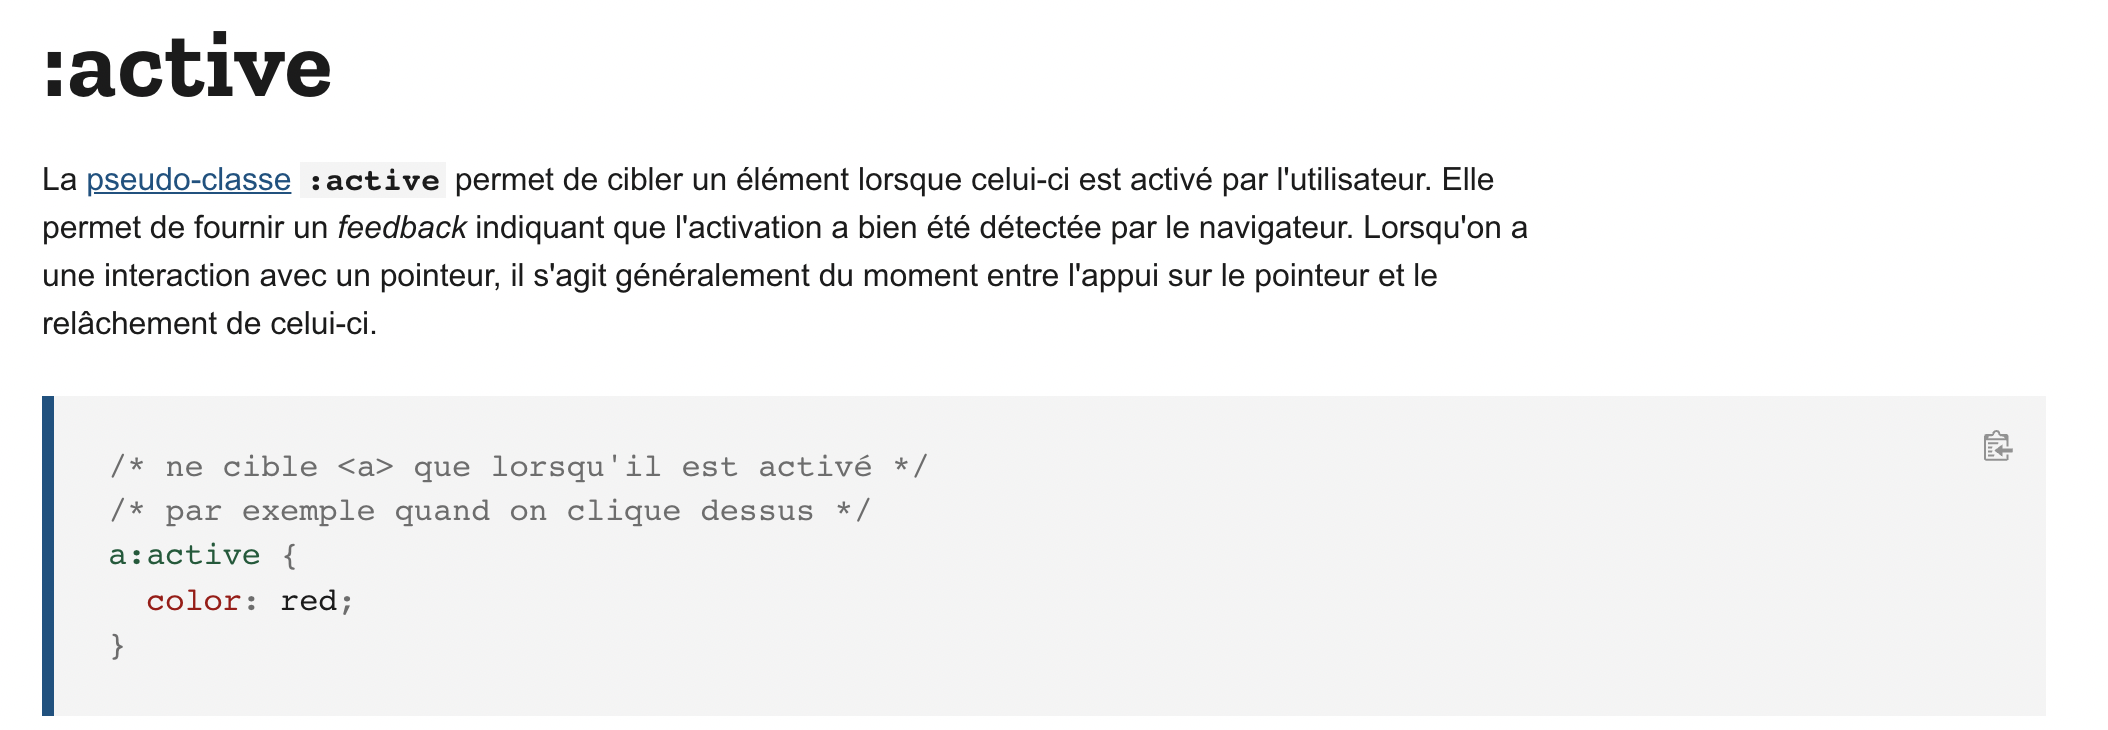 :active
La pseudo-classe :active permet de cibler un élément lorsque celui-ci est activé par l'utilisateur. Elle
permet de fournir un feedback indiquant que l'activation a bien été détectée par le navigateur. Lorsqu'on a
une interaction avec un pointeur, il s'agit généralement du moment entre l'appui sur le pointeur et le
relâchement de celui-ci.
/* ne cible <a> que lorsqu'il est activé */
/* par exemple quand on clique dessus */
a:active {
  color: red;
}